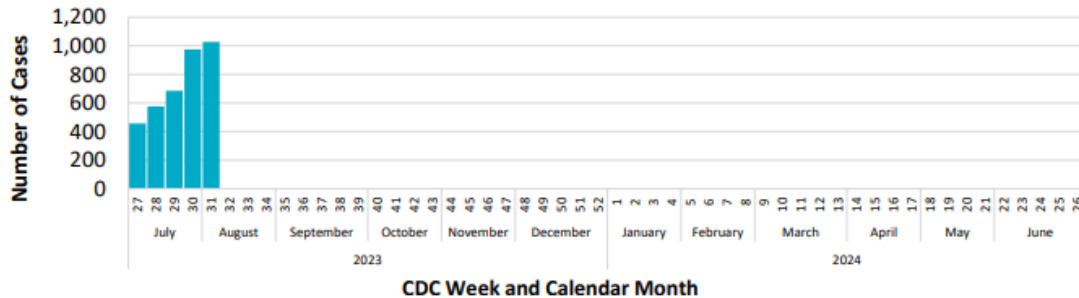 Number of Cases
1,200
1,000
800
600
400
200
0
27 28 29 30 31 32 33 34 35 36 37 38 39 40 41 42 43 44 45 46 47 48 49 50 51 52 1 2 3 4 5 6 7 8 9 10 11 12 13 14 15 16 17 18 19 20 21 22 23 24 25 26
July August September October November December January February March April May June
2023 2024
CDC Week and Calendar Month